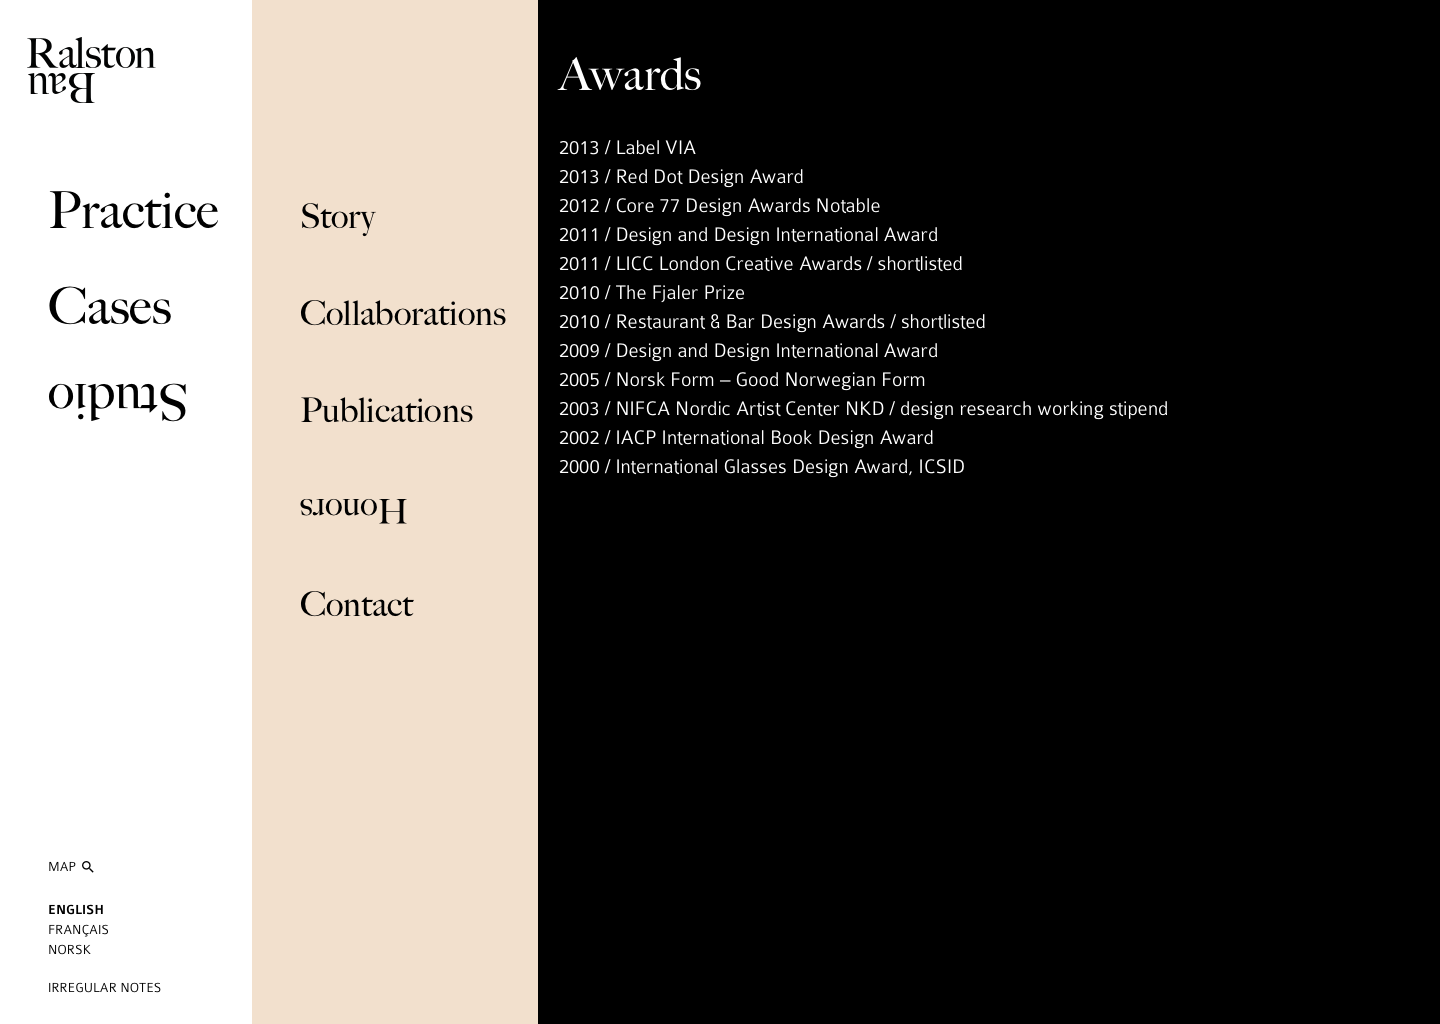 Ralston
Bau
Practice
Cases
Studio
MAP
ENGLISH
FRANÇAIS
NORSK
IRREGULAR NOTES
Story
Collaborations
Publications
Honors
Contact
Awards
2013 / Label VIA
2013 / Red Dot Design Award
2012 / Core 77 Design Awards Notable
2011 / Design and Design International Award
2011 / LICC London Creative Awards / shortlisted
2010 / The Fjaler Prize
2010 / Restaurant & Bar Design Awards / shortlisted
2009 / Design and Design International Award
2005 / Norsk Form – Good Norwegian Form
2003 / NIFCA Nordic Artist Center NKD / design research working stipend
2002 / IACP International Book Design Award
2000 / International Glasses Design Award, ICSID